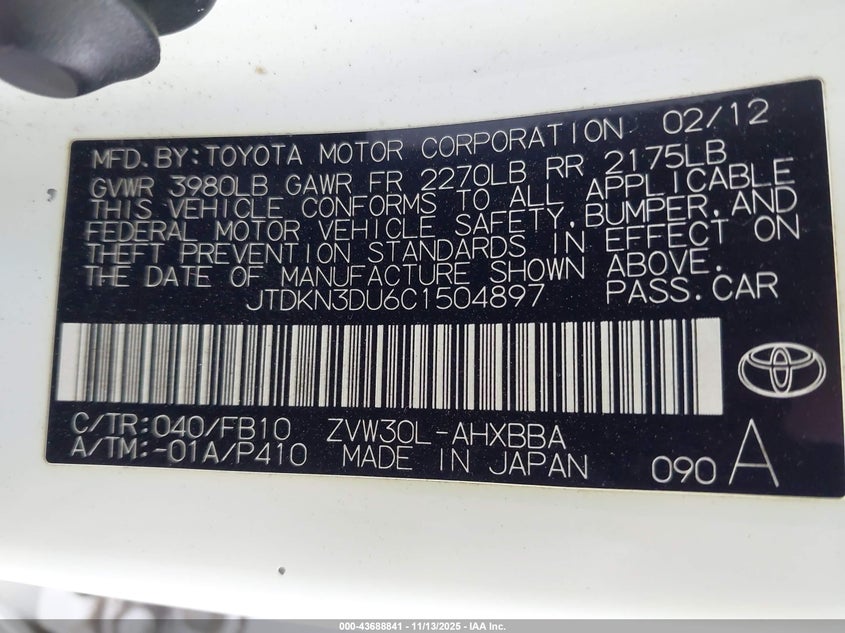 MFD.BY:TOYOTA MOTOR CORPORATION 02/12
GVWR 3980LB GAWR FR 2270LB RR 2175LB
THIS VEHICLE CONFORMS TO ALL APPLICABLE
FEDERAL MOTOR VEHICLE SAFETY,BUMPER,AND
THEFT PREVENTION STANDARDS IN EFFECT ON
THE DATE OF MANUFACTURE SHOWN ABOVE.
JTDKN3DU6C1504897 PASS.CAR
C/TR:040/FB10 ZVW30L-AHXBBA
A/TM:-01A/P410 MADE IN JAPAN 090 A
000-43688841 - 11/13/2025 - IAA Inc.